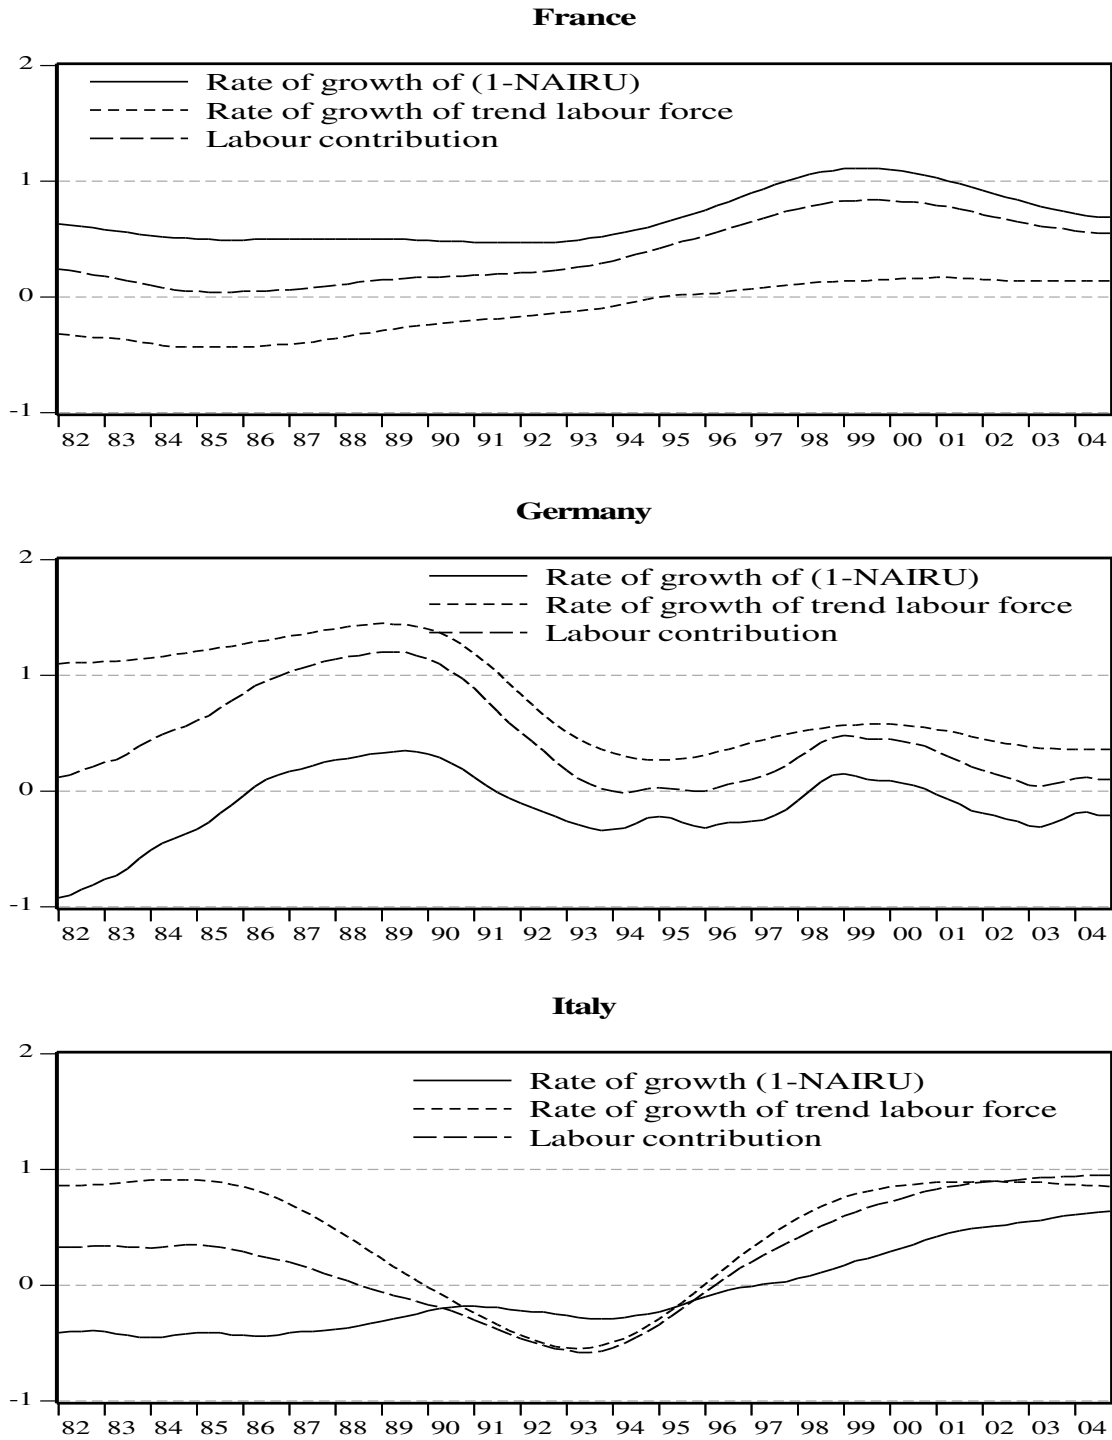 France
2
Rate of growth of (1-NAIRU)
Rate of growth of trend labour force
Labour contribution
1
0
-1
82 83 84 85 86 87 88 89 90 91 92 93 94 95 96 97 98 99 00 01 02 03 04
Germany
2
Rate of growth of (1-NAIRU)
Rate of growth of trend labour force
Labour contribution
1
0
-1
82 83 84 85 86 87 88 89 90 91 92 93 94 95 96 97 98 99 00 01 02 03 04
Italy
2
Rate of growth (1-NAIRU)
Rate of growth of trend labour force
Labour contribution
1
0
-1
82 83 84 85 86 87 88 89 90 91 92 93 94 95 96 97 98 99 00 01 02 03 04